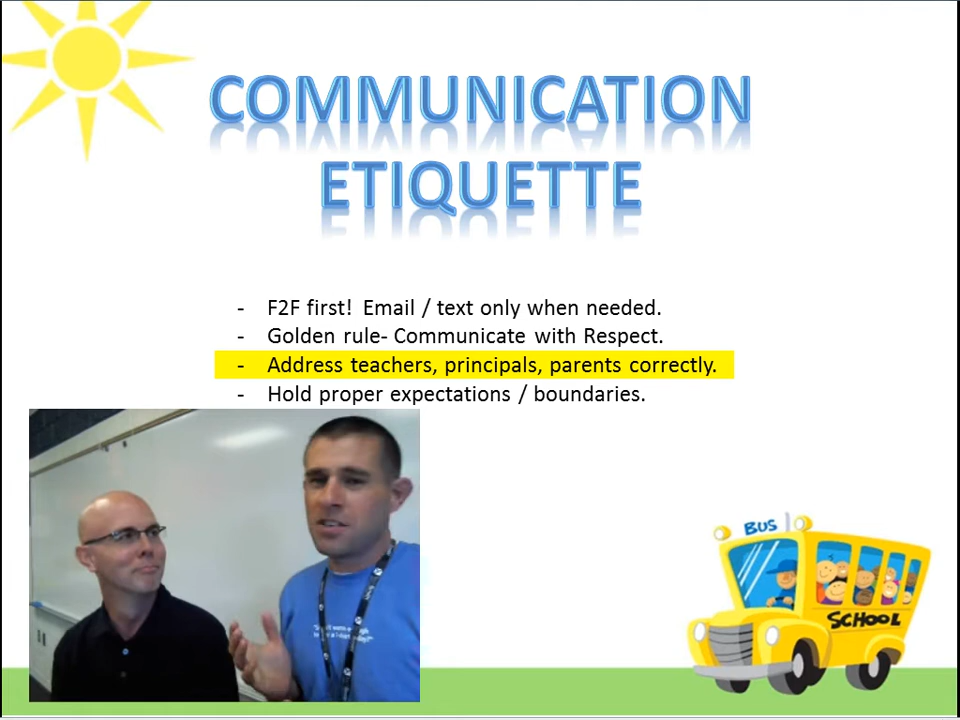 COMMUNICATION
ETIQUETTE
- F2F first! Email / text only when needed.
- Golden rule- Communicate with Respect.
- Address teachers, principals, parents correctly.
- Hold proper expectations / boundaries.
BUS
SCHOOL